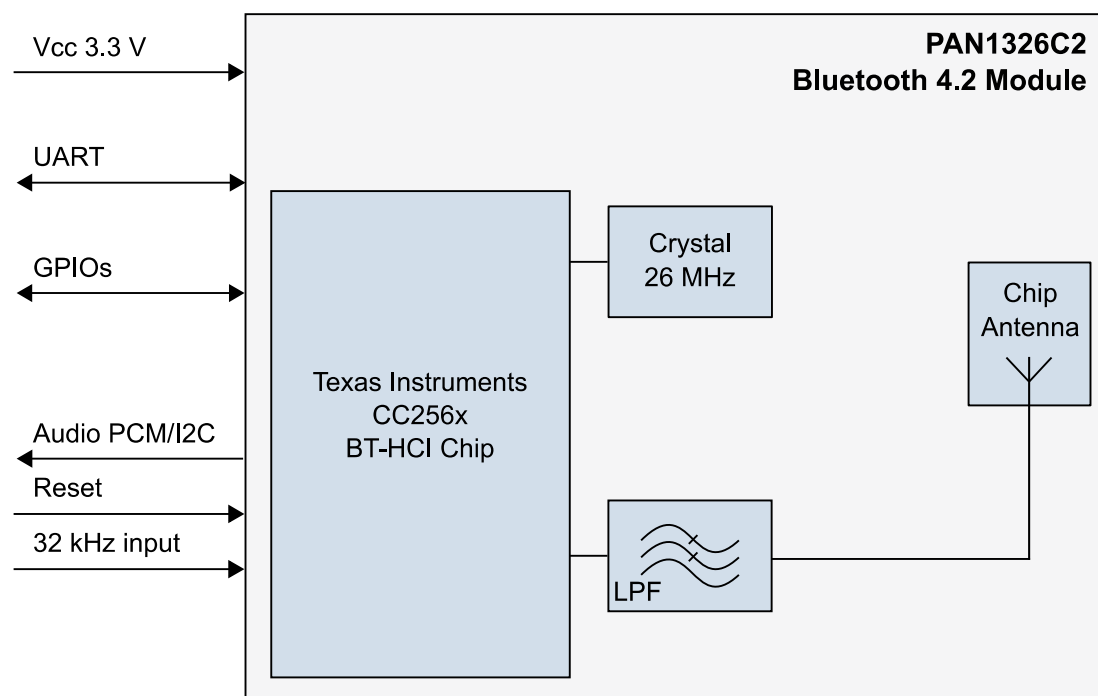 Vcc 3.3 V
PAN1326C2
Bluetooth 4.2 Module
UART
GPIOs
Audio PCM/I2C
Reset
32 kHz input
Texas Instruments
CC256x
BT-HCI Chip
Crystal
26 MHz
LPF
Chip
Antenna